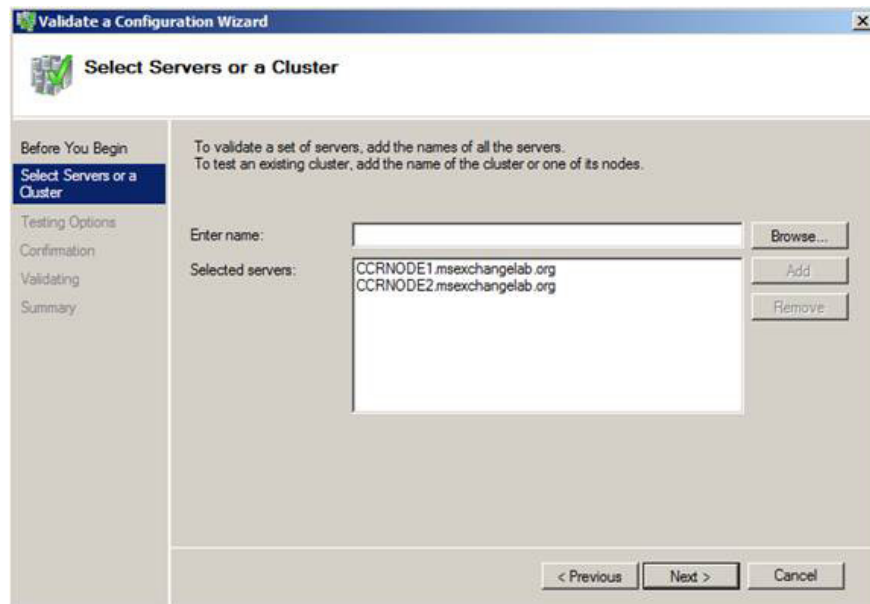 Validate a Configuration Wizard
Select Servers or a Cluster
Before You Begin
Select Servers or a
Cluster
Testing Options
Confirmation
Validating
Summary
To validate a set of servers, add the names of all the servers.
To test an existing cluster, add the name of the cluster or one of its nodes.
Enter name:
Browse...
Selected servers:
CCRNODE1.msexchangelab.org
CCRNODE2.msexchangelab.org
Add
Remove
< Previous
Next >
Cancel